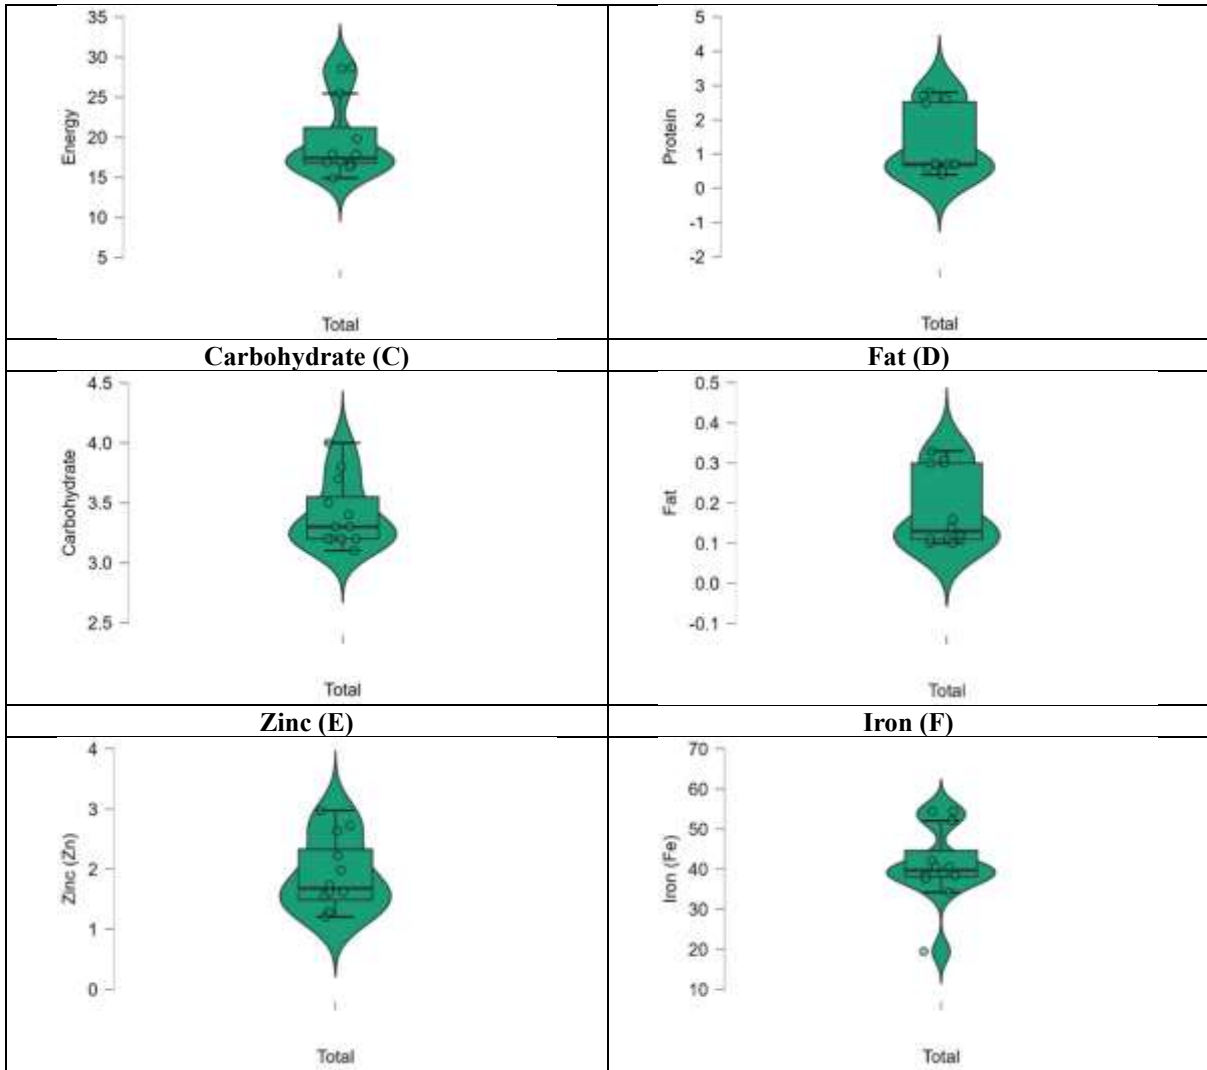 35
30
25
20
15
10
5
Energy
Total
5
4
3
2
1
0
-1
-2
Protein
Total
Carbohydrate (C)
Fat (D)
4.5
4.0
3.5
3.0
2.5
Carbohydrate
Total
0.5
0.4
0.3
0.2
0.1
0.0
-0.1
Fat
Total
Zinc (E)
Iron (F)
4
3
2
1
0
Zinc (Zn)
Total
70
60
50
40
30
20
10
Iron (Fe)
Total